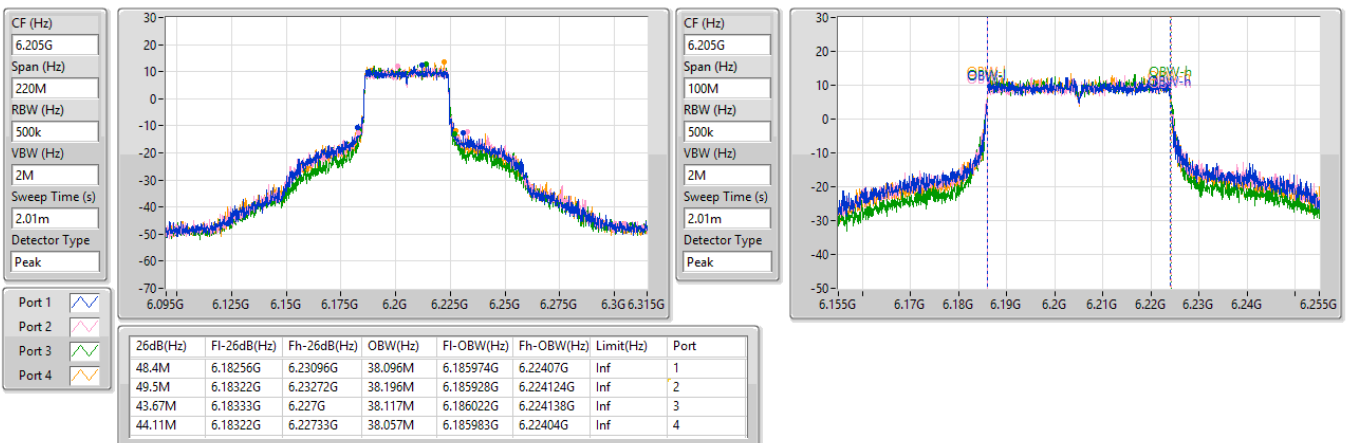 CF (Hz)
6.205G
Span (Hz)
220M
RBW (Hz)
500k
VBW (Hz)
2M
Sweep Time (s)
2.01m
Detector Type
Peak
30
20
10
0
-10
-20
-30
-40
-50
-60
-70
6.095G 6.125G 6.15G 6.175G 6.2G 6.225G 6.25G 6.275G 6.3G 6.315G
CF (Hz)
6.205G
Span (Hz)
100M
RBW (Hz)
500k
VBW (Hz)
2M
Sweep Time (s)
2.01m
Detector Type
Peak
30
20
10
0
-10
-20
-30
-40
-50
OBW-l
OBW-h
OBW-h
6.155G 6.17G 6.18G 6.19G 6.2G 6.21G 6.22G 6.23G 6.24G 6.255G
Port 1
Port 2
Port 3
Port 4
26dB(Hz) Fl-26dB(Hz) Fh-26dB(Hz) OBW(Hz) Fl-OBW(Hz) Fh-OBW(Hz) Limit(Hz) Port
48.4M 6.18256G 6.23096G 38.096M 6.185974G 6.22407G Inf 1
49.5M 6.18322G 6.23272G 38.196M 6.185928G 6.224124G Inf 2
43.67M 6.18333G 6.227G 38.117M 6.186022G 6.224138G Inf 3
44.11M 6.18322G 6.22733G 38.057M 6.185983G 6.22404G Inf 4